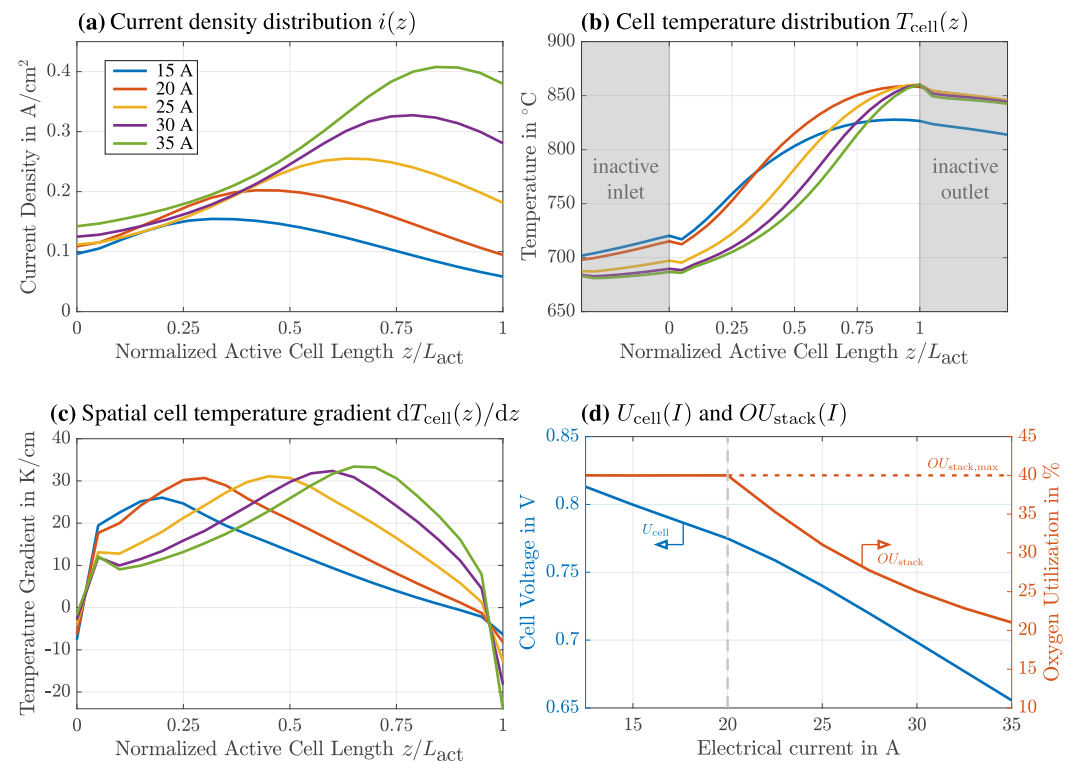 (a) Current density distribution i(z)
Current Density in A/cm²
0.4
0.3
0.2
0.1
0
15 A
20 A
25 A
30 A
35 A
0 0.25 0.5 0.75 1
Normalized Active Cell Length z/L_act
(b) Cell temperature distribution T_cell(z)
Temperature in °C
900
850
800
750
700
650
inactive
inlet
inactive
outlet
0 0.25 0.5 0.75 1
Normalized Active Cell Length z/L_act
(c) Spatial cell temperature gradient dT_cell(z)/dz
Temperature Gradient in K/cm
40
30
20
10
0
-10
-20
0 0.25 0.5 0.75 1
Normalized Active Cell Length z/L_act
(d) U_cell(I) and OU_stack(I)
Cell Voltage in V
0.85
0.8
0.75
0.7
0.65
OU_stack,max
U_cell
OU_stack
45
40
35
30
25
20
15
10
Oxygen Utilization in %
15 20 25 30 35
Electrical current in A